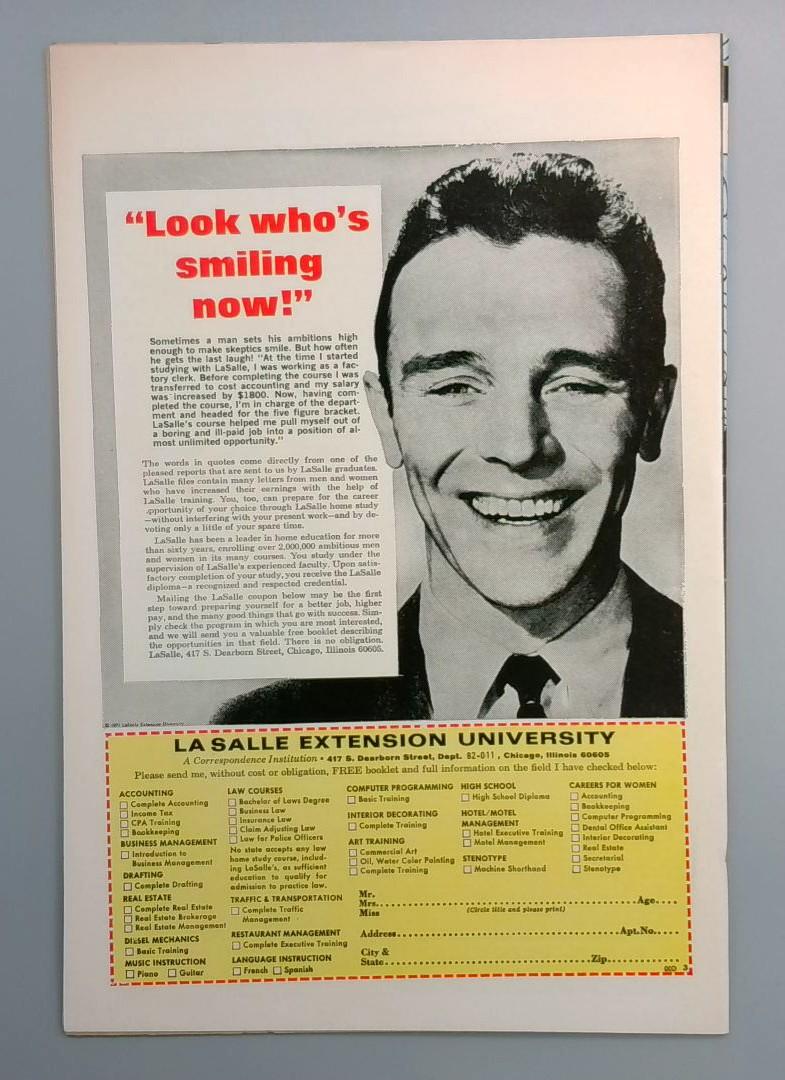 “Look who’s
smiling
now!”
Sometimes a man sets his ambitions high
enough to make skeptics smile. But how often
he gets the last laugh! “At the time I started
studying with LaSalle, I was working as a fac-
tory clerk. Before completing the course I was
transferred to cost accounting and my salary
was increased by $1800. Now, having com-
pleted the course, I’m in charge of the depart-
ment and headed for the five figure bracket.
LaSalle’s course helped me pull myself out of
a boring and ill-paid job into a position of al-
most unlimited opportunity.”
The words in quotes come directly from one of the
pleased reports that are sent to us by LaSalle graduates.
LaSalle files contain many letters from men and women
who have increased their earnings with the help of
LaSalle training. You, too, can prepare for the career
opportunity of your choice through LaSalle home study
—without interfering with your present work—and by de-
voting only a little of your spare time.
LaSalle has been a leader in home education for more
than sixty years, enrolling over 2,000,000 ambitious men
and women in its many courses. You study under the
supervision of LaSalle’s experienced faculty. Upon satis-
factory completion of your study, you receive the LaSalle
diploma—a recognized and respected credential.
Mailing the LaSalle coupon below may be the first
step toward preparing yourself for a better job, higher
pay, and the many good things that go with success. Sim-
ply check the program in which you are most interested,
and we will send you a valuable free booklet describing
the opportunities in that field. There is no obligation.
LaSalle, 417 S. Dearborn Street, Chicago, Illinois 60605.
© 1971 LaSalle Extension University
LA SALLE EXTENSION UNIVERSITY
A Correspondence Institution • 417 S. Dearborn Street, Dept. 82-011, Chicago, Illinois 60605
Please send me, without cost or obligation, FREE booklet and full information on the field I have checked below:
ACCOUNTING
Complete Accounting
Income Tax
CPA Training
Bookkeeping
BUSINESS MANAGEMENT
Introduction to
Business Management
DRAFTING
Complete Drafting
REAL ESTATE
Complete Real Estate
Real Estate Brokerage
Real Estate Management
DIESEL MECHANICS
Basic Training
MUSIC INSTRUCTION
Piano Guitar
LAW COURSES
Bachelor of Laws Degree
Business Law
Insurance Law
Claim Adjusting Law
Law for Police Officers
No state accepts any law
home study course, includ-
ing LaSalle’s, as sufficient
education to qualify for
admission to practice law.
TRAFFIC & TRANSPORTATION
Complete Traffic
Management
RESTAURANT MANAGEMENT
Complete Executive Training
LANGUAGE INSTRUCTION
French Spanish
COMPUTER PROGRAMMING
Basic Training
INTERIOR DECORATING
Complete Training
ART TRAINING
Commercial Art
Oil, Water Color Painting
Complete Training
HIGH SCHOOL
High School Diploma
HOTEL/MOTEL
MANAGEMENT
Hotel Executive Training
Motel Management
STENOTYPE
Machine Shorthand
CAREERS FOR WOMEN
Accounting
Bookkeeping
Computer Programming
Dental Office Assistant
Interior Decorating
Real Estate
Secretarial
Stenotype
Mr.
Mrs. Age
Miss (Circle title and please print)
Address Apt.No.
City &
State Zip
3